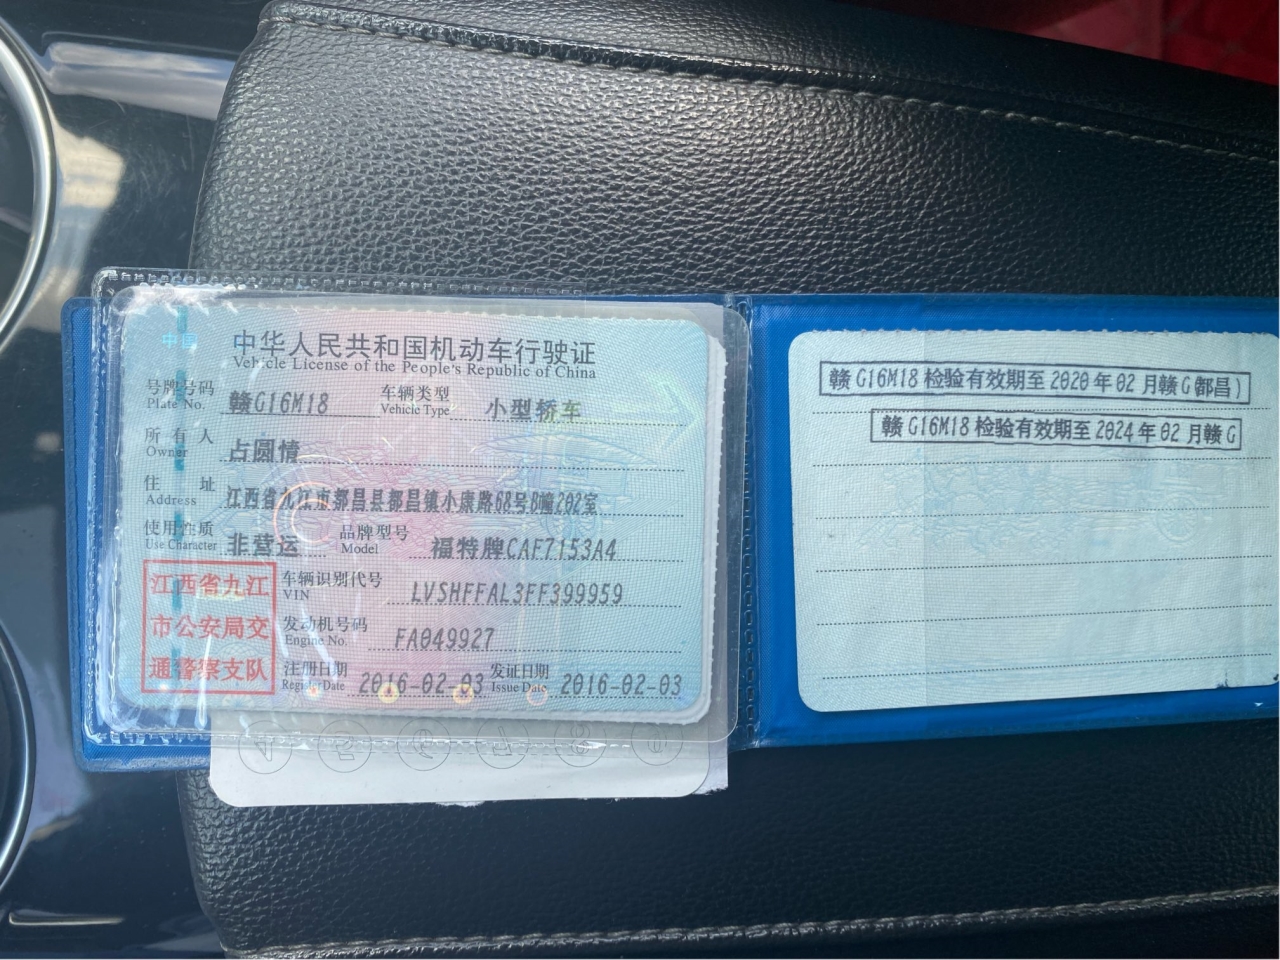 中国
中华人民共和国机动车行驶证
Vehicle License of the People's Republic of China
号牌号码 赣G16M18 车辆类型 小型轿车
Plate No. Vehicle Type
所有人 占圆情
Owner
住址 江西省九江市都昌县都昌镇小康路68号B幢202室
Address
使用性质 非营运 品牌型号 福特牌CAF7153A4
Use Character Model
江西省九江
市公安局交
通警察支队
车辆识别代号 LVSHFFAL3FF399959
VIN
发动机号码 FA049927
Engine No.
注册日期 2016-02-03 发证日期 2016-02-03
Register Date Issue Date
赣G16M18检验有效期至2020年02月赣G(都昌)
赣G16M18检验有效期至2024年02月赣G